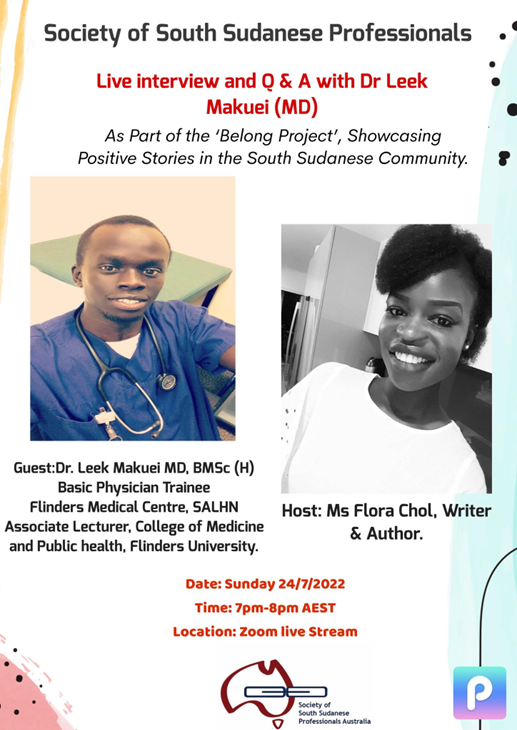 Society of South Sudanese Professionals
Live interview and Q & A with Dr Leek
Makuei (MD)
As Part of the ‘Belong Project’, Showcasing
Positive Stories in the South Sudanese Community.
Guest:Dr. Leek Makuei MD, BMSc (H)
Basic Physician Trainee
Flinders Medical Centre, SALHN
Associate Lecturer, College of Medicine
and Public health, Flinders University.
Host: Ms Flora Chol, Writer
& Author.
Date: Sunday 24/7/2022
Time: 7pm-8pm AEST
Location: Zoom live Stream
Society of
South Sudanese
Professionals Australia